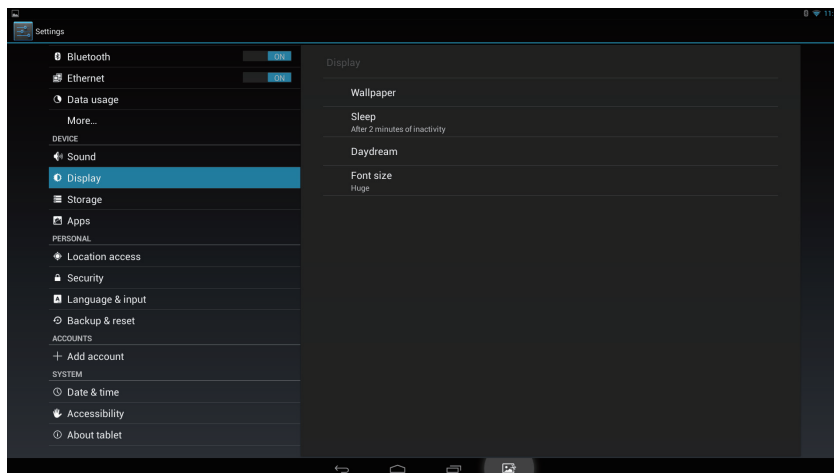 11:
Settings
Bluetooth ON
Ethernet ON
Data usage
More...
DEVICE
Sound
Display
Storage
Apps
PERSONAL
Location access
Security
Language & input
Backup & reset
ACCOUNTS
Add account
SYSTEM
Date & time
Accessibility
About tablet
Display
Wallpaper
Sleep
After 2 minutes of inactivity
Daydream
Font size
Huge